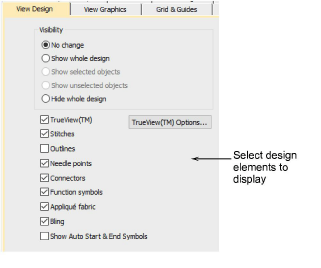 View Design View Graphics Grid & Guides
Visibility
No change
Show whole design
Show selected objects
Show unselected objects
Hide whole design
TrueView(TM) TrueView(TM) Options...
Stitches
Outlines
Needle points
Connectors
Function symbols
Appliqué fabric
Bling
Show Auto Start & End Symbols
Select design
elements to
display